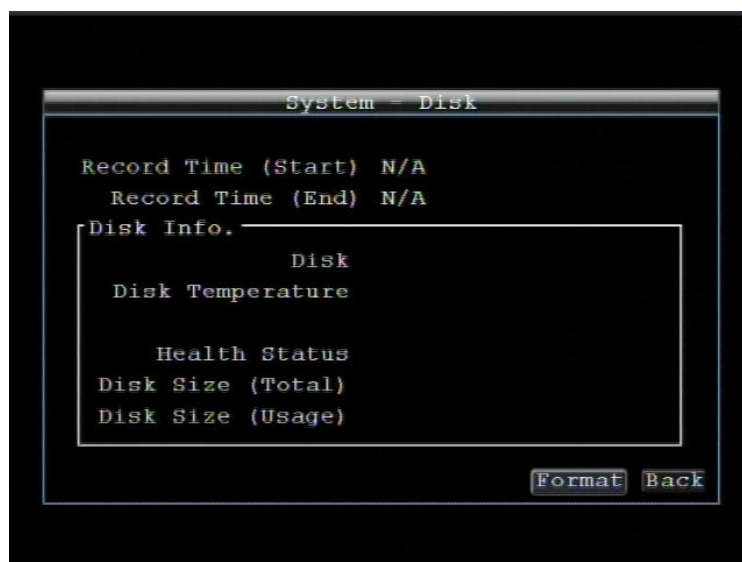 System - Disk
Record Time (Start) N/A
Record Time (End) N/A
Disk Info.
Disk
Disk Temperature
Health Status
Disk Size (Total)
Disk Size (Usage)
Format Back